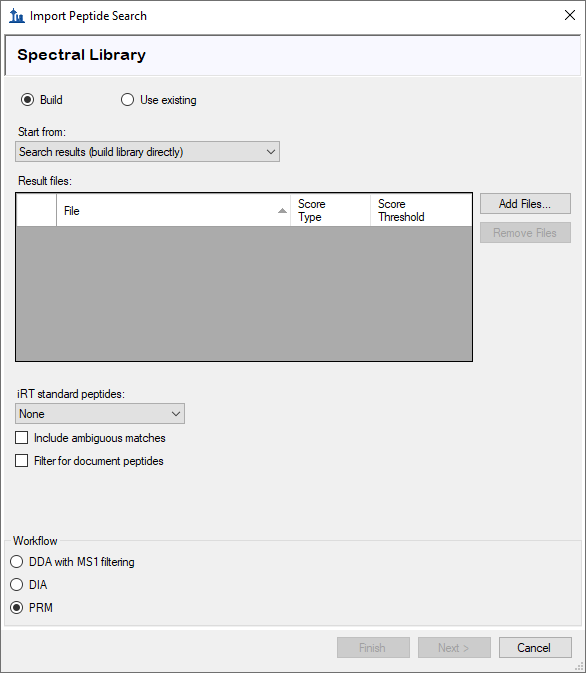 Import Peptide Search
Spectral Library
Build
Use existing
Start from:
Search results (build library directly)
Result files:
File
Score
Type
Score
Threshold
Add Files...
Remove Files
iRT standard peptides:
None
Include ambiguous matches
Filter for document peptides
Workflow
DDA with MS1 filtering
DIA
PRM
Finish
Next >
Cancel